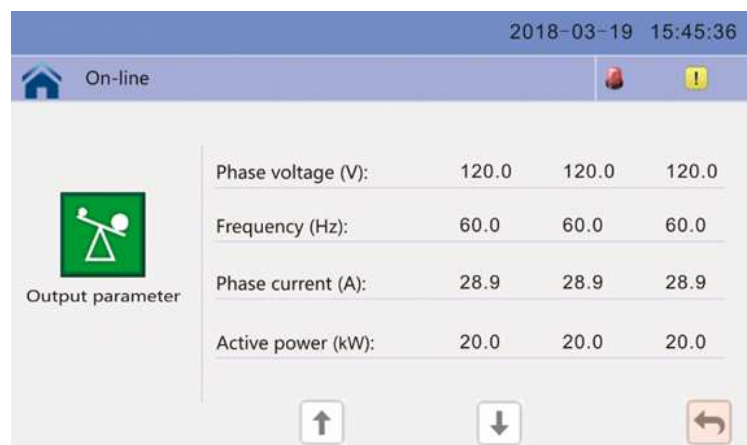 2018-03-19 15:45:36
On-line
!
Phase voltage (V): 120.0 120.0 120.0
Frequency (Hz): 60.0 60.0 60.0
Output parameter
Phase current (A): 28.9 28.9 28.9
Active power (kW): 20.0 20.0 20.0